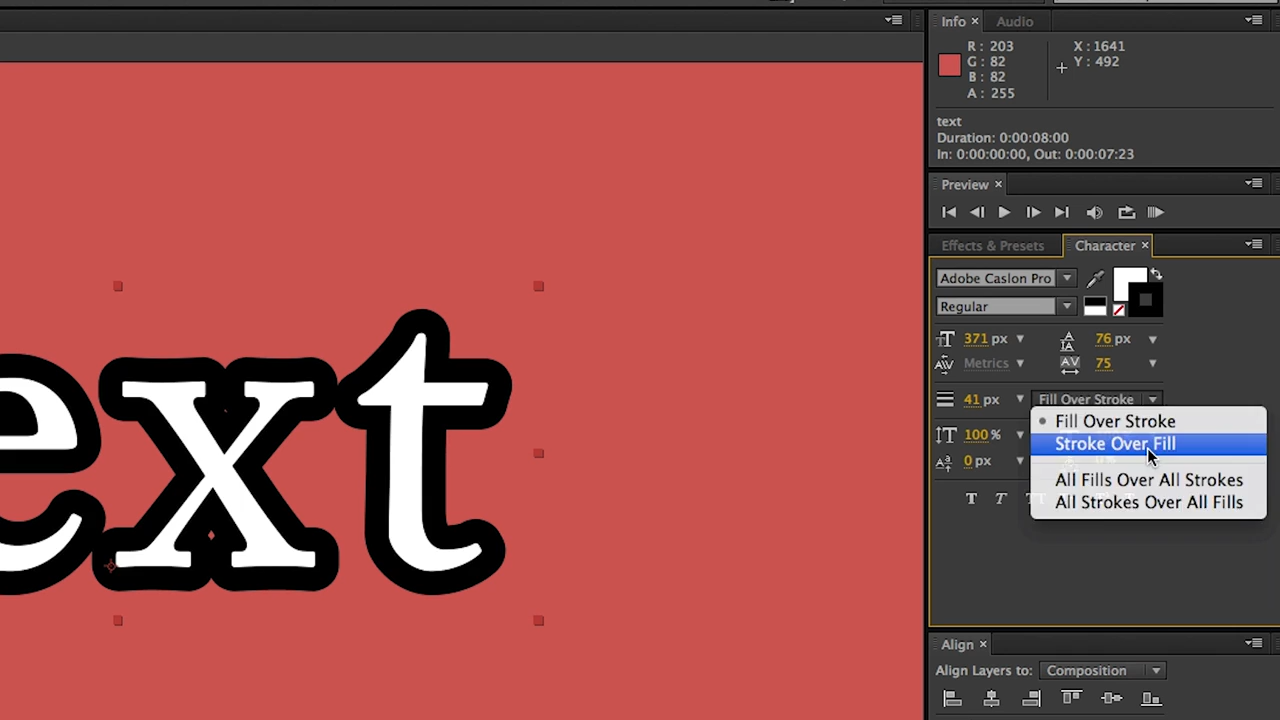 ext
Info × Audio
R : 203
G : 82
B : 82
A : 255
X : 1641
Y : 492
text
Duration: 0:00:08:00
In: 0:00:00:00, Out: 0:00:07:23
Preview ×
Effects & Presets Character ×
Adobe Caslon Pro
Regular
371 px 76 px
Metrics 75
41 px Fill Over Stroke
Fill Over Stroke
Stroke Over Fill
All Fills Over All Strokes
All Strokes Over All Fills
100 %
0 px
T T
Align ×
Align Layers to: Composition